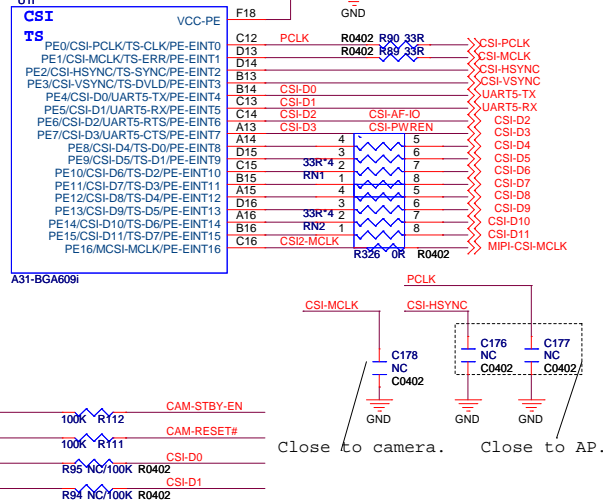 CSI
TS
VCC-PE F18
GND
PE0/CSI-PCLK/TS-CLK/PE-EINT0 C12 PCLK R0402 R90 33R CSI-PCLK
PE1/CSI-MCLK/TS-ERR/PE-EINT1 D13 R0402 R89 33R CSI-MCLK
PE2/CSI-HSYNC/TS-SYNC/PE-EINT2 D14 CSI-HSYNC
PE3/CSI-VSYNC/TS-DVLD/PE-EINT3 B13 CSI-VSYNC
PE4/CSI-D0/UART5-TX/PE-EINT4 B14 CSI-D0 UART5-TX
PE5/CSI-D1/UART5-RX/PE-EINT5 C13 CSI-D1 UART5-RX
PE6/CSI-D2/UART5-RTS/PE-EINT6 C14 CSI-D2 CSI-AF-IO CSI-D2
PE7/CSI-D3/UART5-CTS/PE-EINT7 A13 CSI-D3 CSI-PWREN CSI-D3
PE8/CSI-D4/TS-D0/PE-EINT8 A14 4 5 CSI-D4
PE9/CSI-D5/TS-D1/PE-EINT9 D15 3 6 CSI-D5
PE10/CSI-D6/TS-D2/PE-EINT10 C15 33R*4 2 7 CSI-D6
PE11/CSI-D7/TS-D3/PE-EINT11 B15 RN1 1 8 CSI-D7
PE12/CSI-D8/TS-D4/PE-EINT12 A15 4 5 CSI-D8
PE13/CSI-D9/TS-D5/PE-EINT13 D16 3 6 CSI-D9
PE14/CSI-D10/TS-D6/PE-EINT14 A16 33R*4 2 7 CSI-D10
PE15/CSI-D11/TS-D7/PE-EINT15 B16 RN2 1 8 CSI-D11
PE16/MCSI-MCLK/PE-EINT16 C16 CSI2-MCLK MIPI-CSI-MCLK
R326 0R R0402
A31-BGA609i
PCLK
CSI-MCLK CSI-HSYNC
C178
NC
C0402
C176
NC
C0402
C177
NC
C0402
GND GND GND
Close to camera. Close to AP.
CAM-STBY-EN
100K R112
CAM-RESET#
100K R111
CSI-D0
R95 NC/100K R0402
CSI-D1
R94 NC/100K R0402